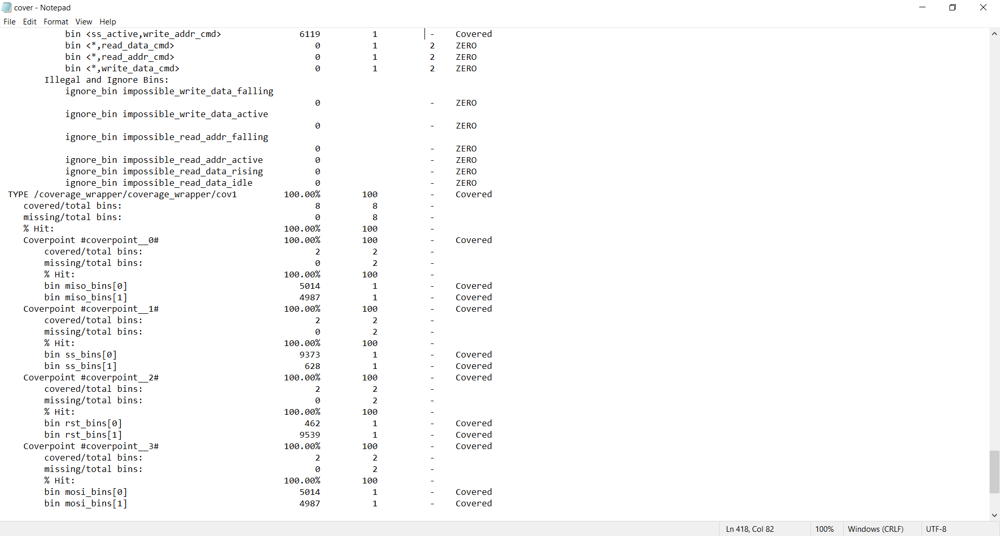 cover - Notepad
File Edit Format View Help
bin <ss_active,write_addr_cmd> 6119 1 - Covered
bin <*,read_data_cmd> 0 1 2 ZERO
bin <*,read_addr_cmd> 0 1 2 ZERO
bin <*,write_data_cmd> 0 1 2 ZERO
Illegal and Ignore Bins:
ignore_bin impossible_write_data_falling
0 - ZERO
ignore_bin impossible_write_data_active
0 - ZERO
ignore_bin impossible_read_addr_falling
0 - ZERO
ignore_bin impossible_read_addr_active 0 - ZERO
ignore_bin impossible_read_data_rising 0 - ZERO
ignore_bin impossible_read_data_idle 0 - ZERO
TYPE /coverage_wrapper/coverage_wrapper/cov1 100.00% 100 - Covered
covered/total bins: 8 8 -
missing/total bins: 0 8 -
% Hit: 100.00% 100 -
Coverpoint #coverpoint__0# 100.00% 100 - Covered
covered/total bins: 2 2 -
missing/total bins: 0 2 -
% Hit: 100.00% 100 -
bin miso_bins[0] 5014 1 - Covered
bin miso_bins[1] 4987 1 - Covered
Coverpoint #coverpoint__1# 100.00% 100 - Covered
covered/total bins: 2 2 -
missing/total bins: 0 2 -
% Hit: 100.00% 100 -
bin ss_bins[0] 9373 1 - Covered
bin ss_bins[1] 628 1 - Covered
Coverpoint #coverpoint__2# 100.00% 100 - Covered
covered/total bins: 2 2 -
missing/total bins: 0 2 -
% Hit: 100.00% 100 -
bin rst_bins[0] 462 1 - Covered
bin rst_bins[1] 9539 1 - Covered
Coverpoint #coverpoint__3# 100.00% 100 - Covered
covered/total bins: 2 2 -
missing/total bins: 0 2 -
% Hit: 100.00% 100 -
bin mosi_bins[0] 5014 1 - Covered
bin mosi_bins[1] 4987 1 - Covered
Ln 418, Col 82 100% Windows (CRLF) UTF-8